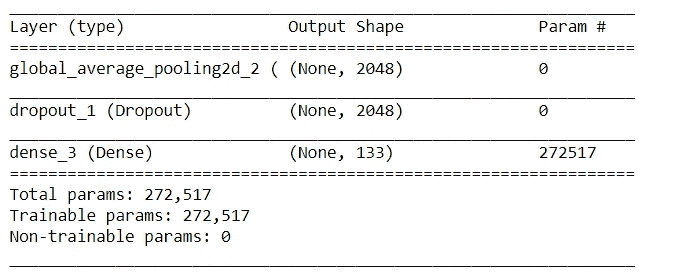 Layer (type) Output Shape Param #
global_average_pooling2d_2 ( (None, 2048) 0
dropout_1 (Dropout) (None, 2048) 0
dense_3 (Dense) (None, 133) 272517
Total params: 272,517
Trainable params: 272,517
Non-trainable params: 0